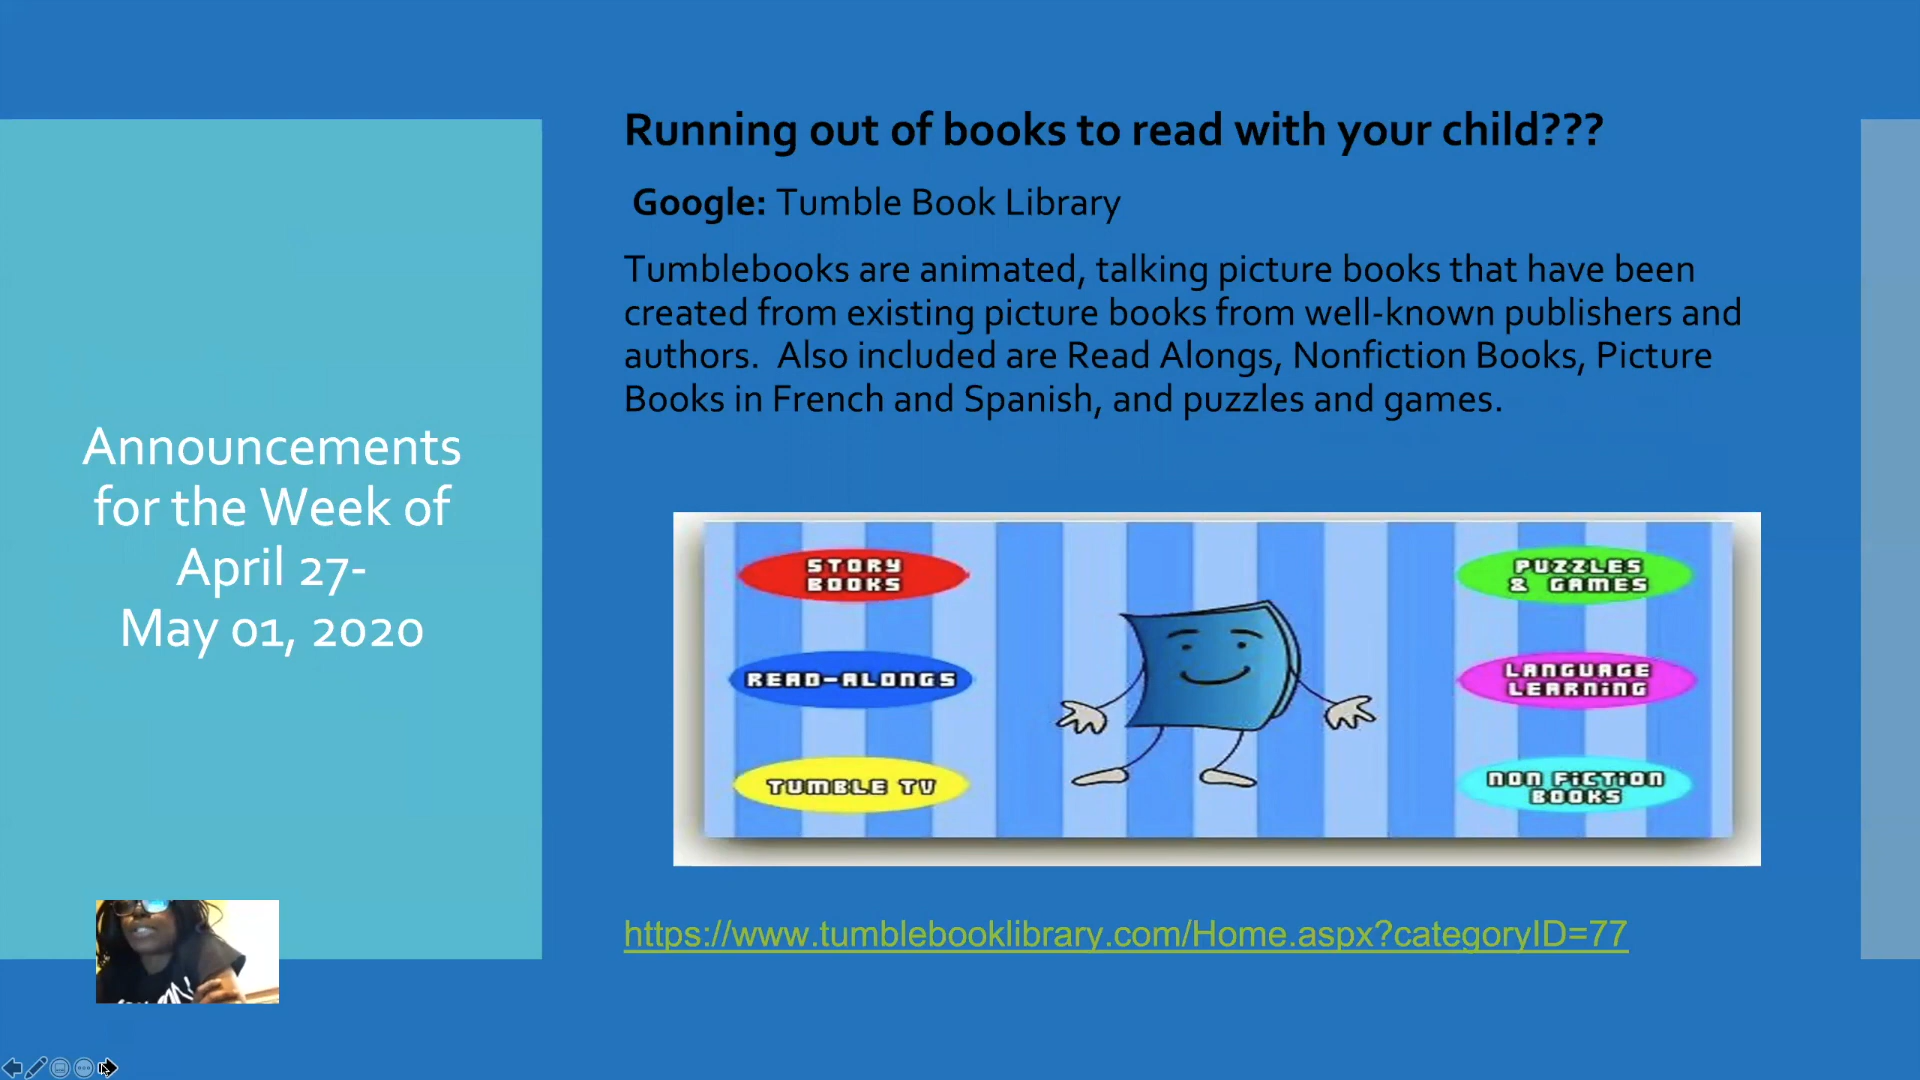 Announcements
for the Week of
April 27-
May 01, 2020
Running out of books to read with your child???
Google: Tumble Book Library
Tumblebooks are animated, talking picture books that have been
created from existing picture books from well-known publishers and
authors.  Also included are Read Alongs, Nonfiction Books, Picture
Books in French and Spanish, and puzzles and games.
STORY
BOOKS
READ-ALONGS
TUMBLE TV
PUZZLES
& GAMES
LANGUAGE
LEARNING
NON FICTION
BOOKS
https://www.tumblebooklibrary.com/Home.aspx?categoryID=77